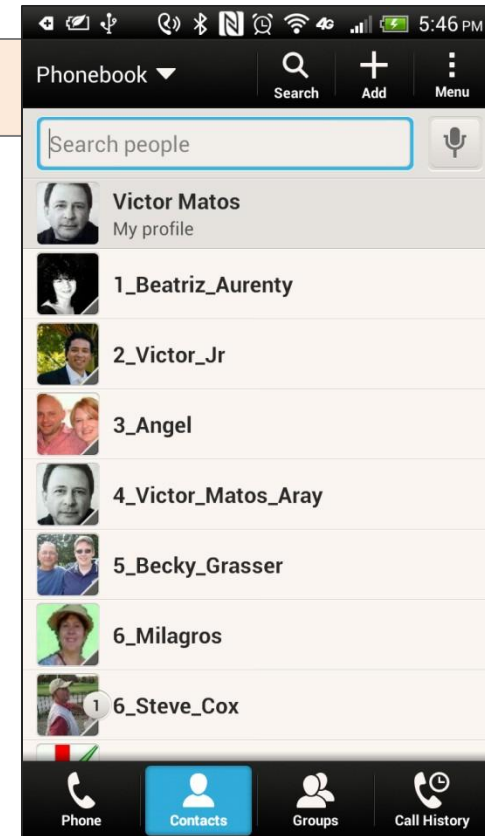 4G 5:46 PM
Phonebook
Search Add Menu
Search people
Victor Matos
My profile
1_Beatriz_Aurenty
2_Victor_Jr
3_Angel
4_Victor_Matos_Aray
5_Becky_Grasser
6_Milagros
1 6_Steve_Cox
Phone Contacts Groups Call History